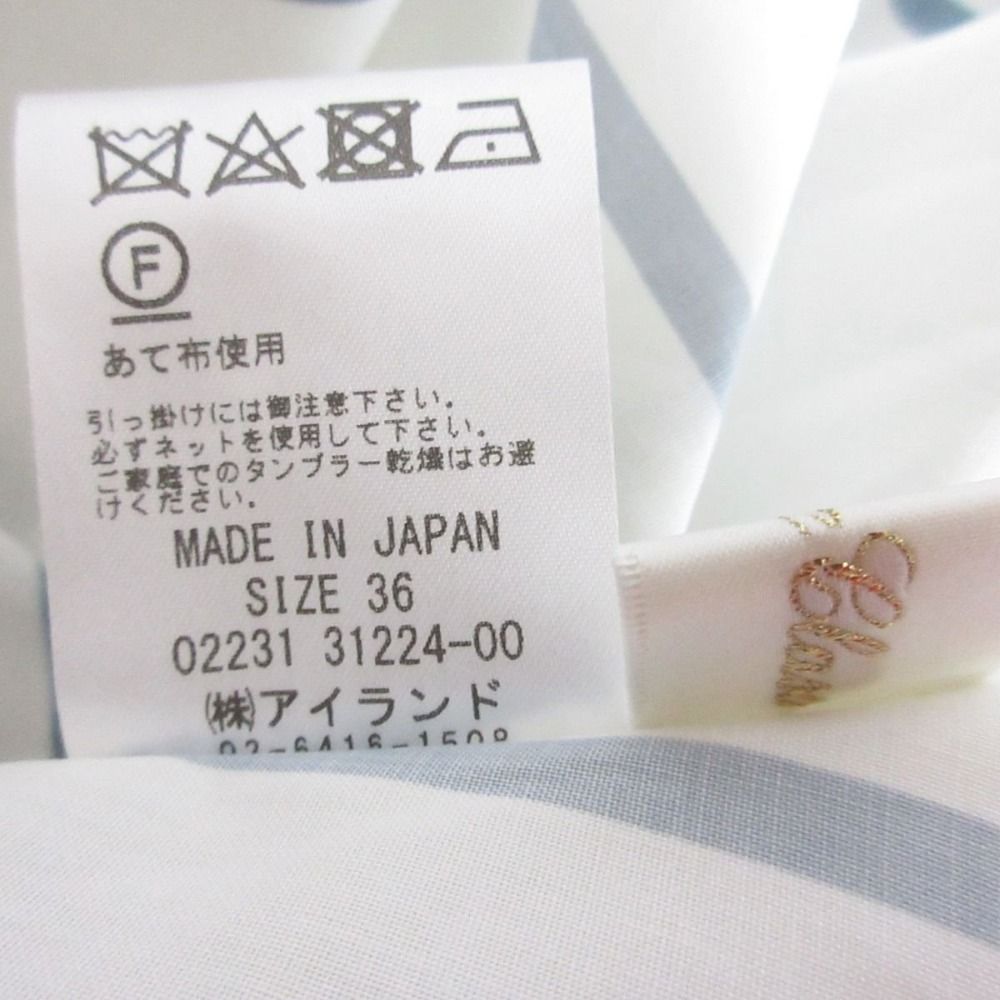 F
あて布使用
引っ掛けには御注意下さい。
必ずネットを使用して下さい。
ご家庭でのタンブラー乾燥はお避
けください。
MADE IN JAPAN
SIZE 36
02231 31224-00
㈱アイランド
03-6416-1508